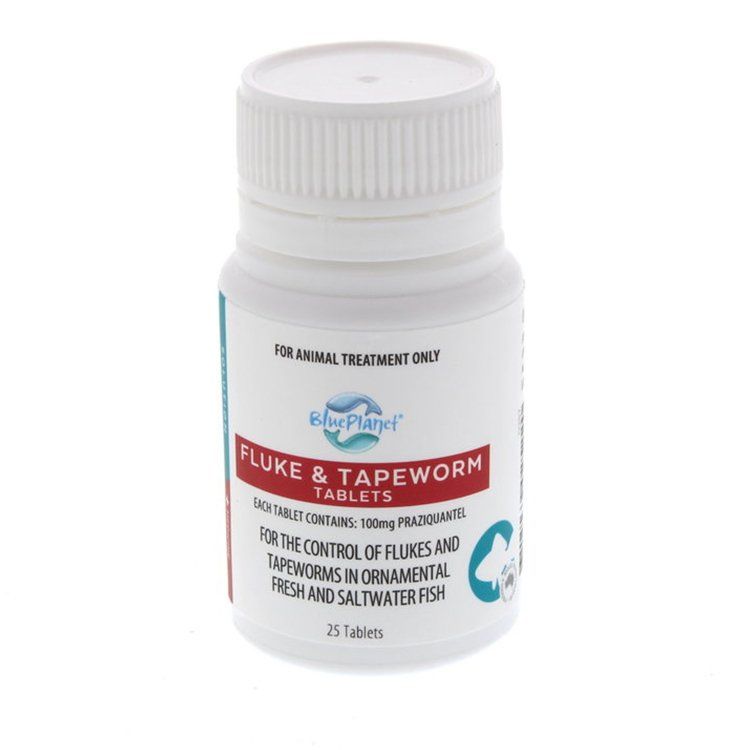 FOR ANIMAL TREATMENT ONLY
BluePlanet®
FLUKE & TAPEWORM
TABLETS
EACH TABLET CONTAINS: 100mg PRAZIQUANTEL
FOR THE CONTROL OF FLUKES AND
TAPEWORMS IN ORNAMENTAL
FRESH AND SALTWATER FISH
25 Tablets